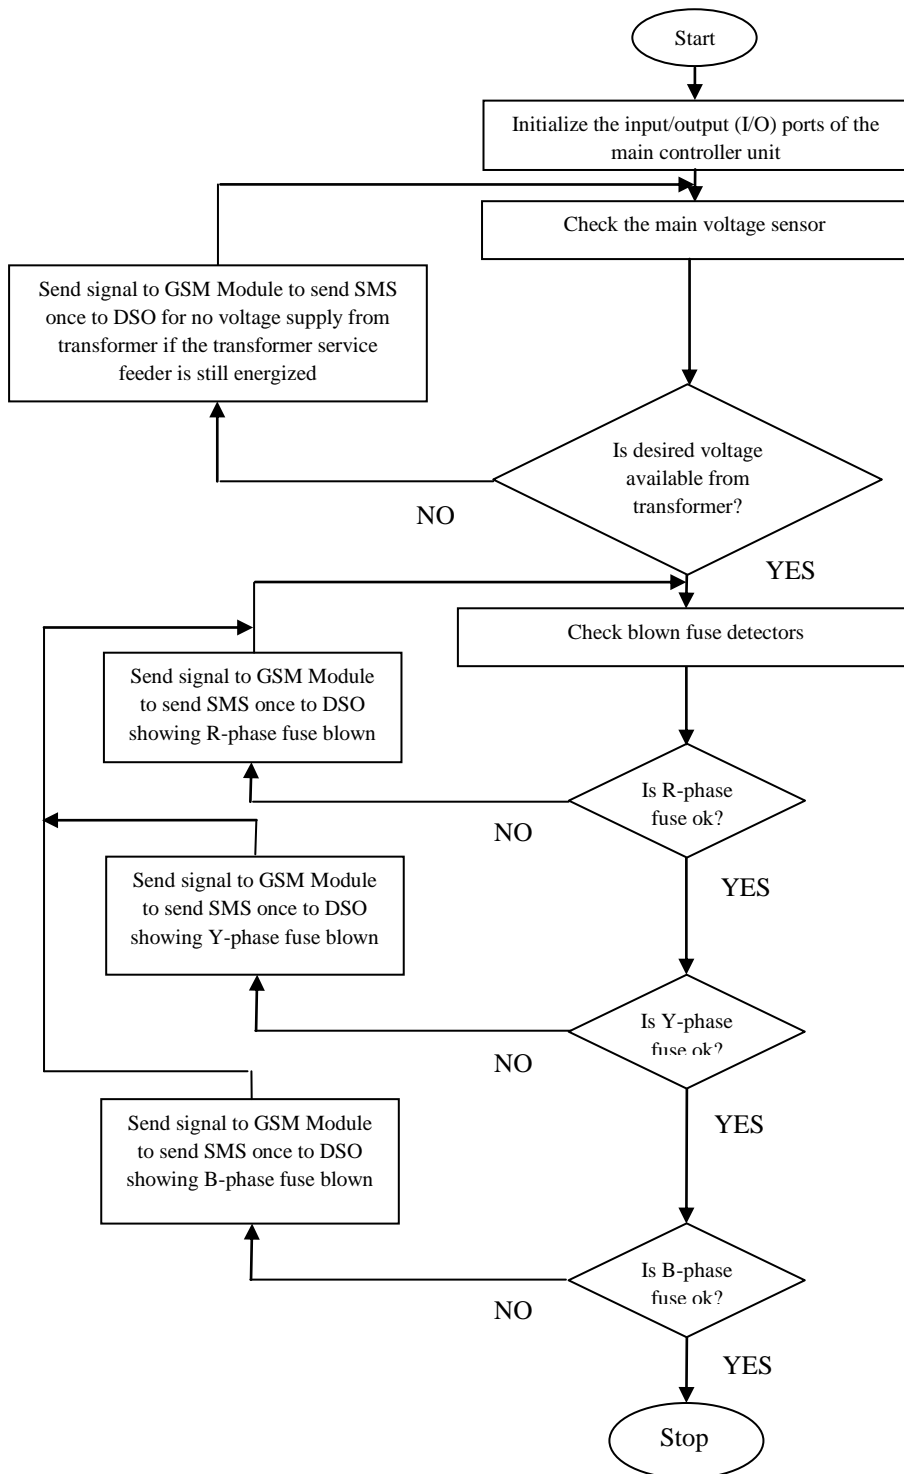 Start
Initialize the input/output (I/O) ports of the
main controller unit
Check the main voltage sensor
Send signal to GSM Module to send SMS
once to DSO for no voltage supply from
transformer if the transformer service
feeder is still energized
Is desired voltage
available from
transformer?
NO
YES
Check blown fuse detectors
Send signal to GSM Module
to send SMS once to DSO
showing R-phase fuse blown
Is R-phase
fuse ok?
NO
YES
Send signal to GSM Module
to send SMS once to DSO
showing Y-phase fuse blown
Is Y-phase
fuse ok?
NO
YES
Send signal to GSM Module
to send SMS once to DSO
showing B-phase fuse blown
Is B-phase
fuse ok?
NO
YES
Stop